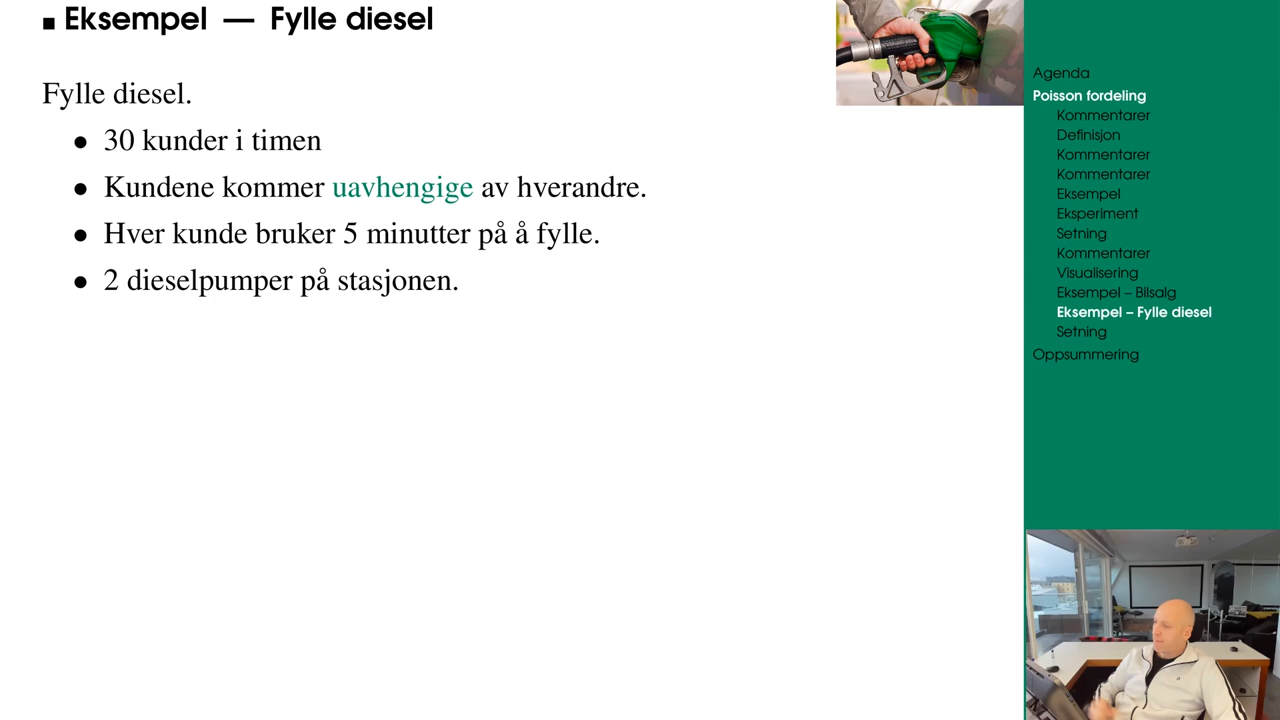 Eksempel — Fylle diesel
Fylle diesel.
• 30 kunder i timen
• Kundene kommer uavhengige av hverandre.
• Hver kunde bruker 5 minutter på å fylle.
• 2 dieselpumper på stasjonen.
Agenda
Poisson fordeling
Kommentarer
Definisjon
Kommentarer
Kommentarer
Eksempel
Eksperiment
Setning
Kommentarer
Visualisering
Eksempel – Bilsalg
Eksempel – Fylle diesel
Setning
Oppsummering